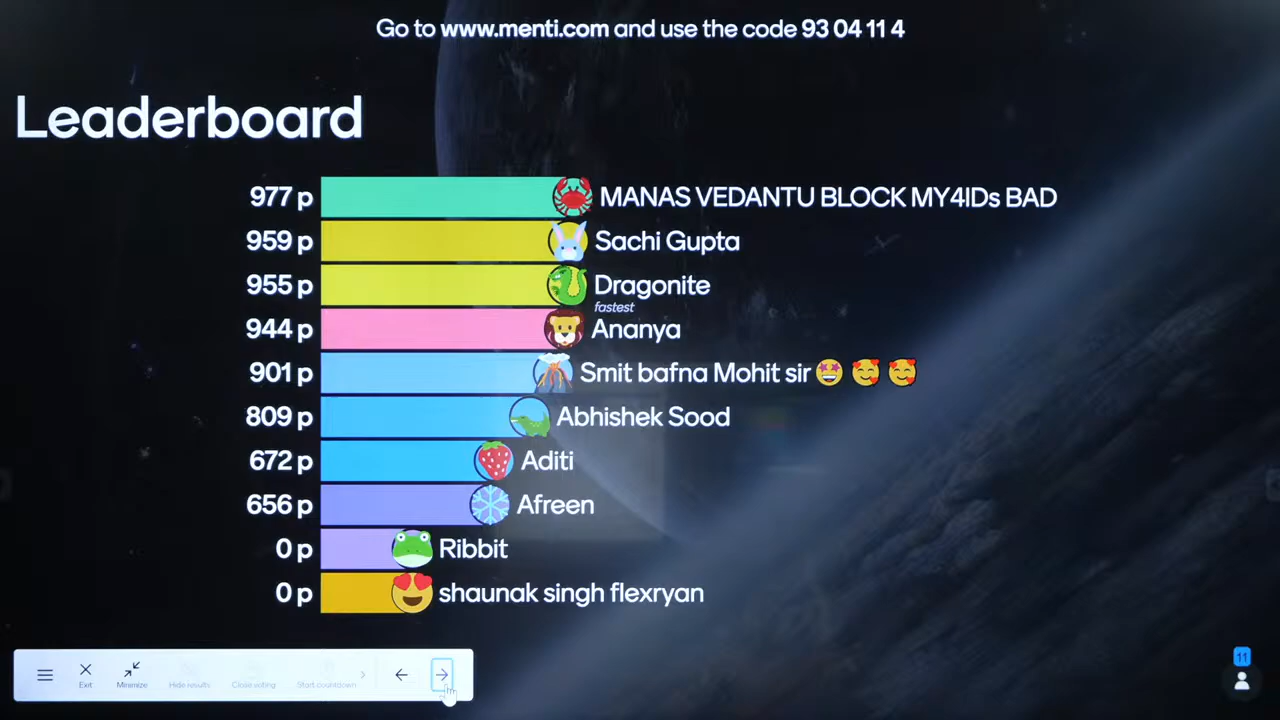 Go to www.menti.com and use the code 93 04 11 4
Leaderboard
977 p MANAS VEDANTU BLOCK MY4IDs BAD
959 p Sachi Gupta
955 p Dragonite
fastest
944 p Ananya
901 p Smit bafna Mohit sir 🤩 🥰 🥰
809 p Abhishek Sood
672 p Aditi
656 p Afreen
0 p Ribbit
0 p shaunak singh flexryan
11
Exit Minimize Hide results Close voting Start countdown